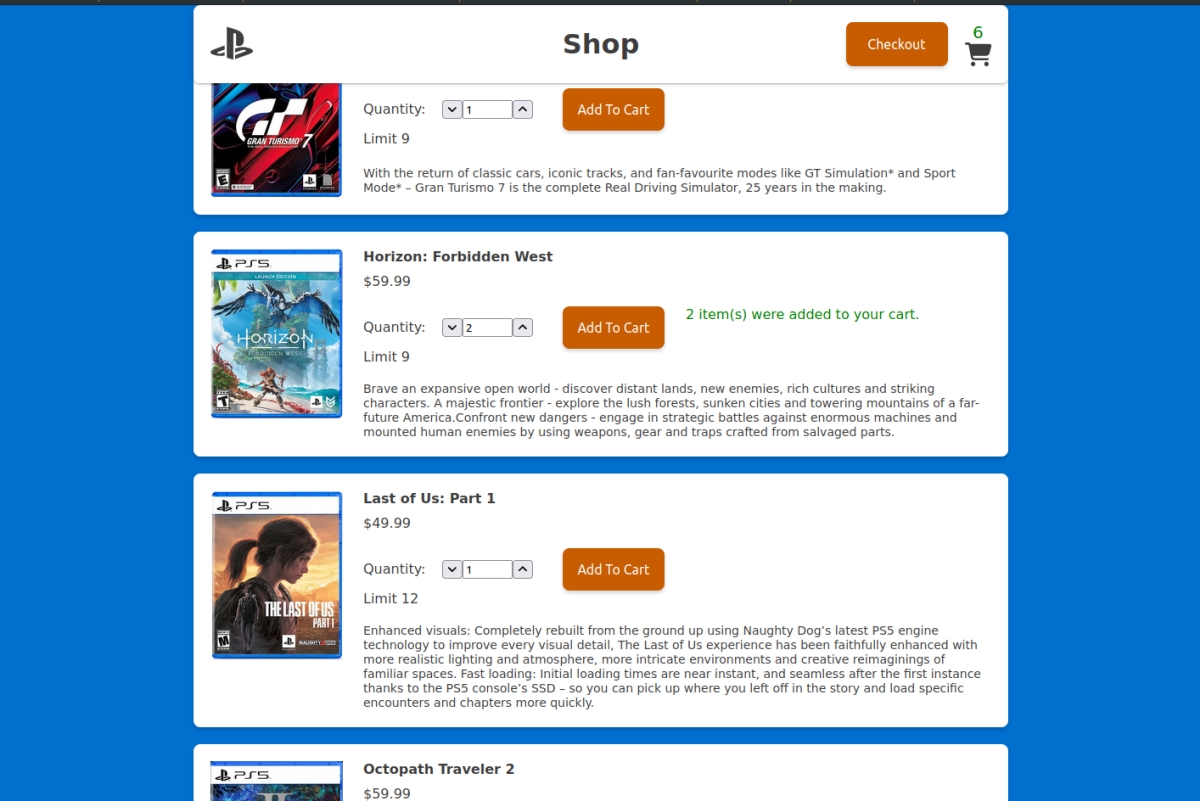 Shop
Checkout
6
GRAN TURISMO 7
Quantity:
1
Add To Cart
Limit 9
With the return of classic cars, iconic tracks, and fan-favourite modes like GT Simulation* and Sport
Mode* – Gran Turismo 7 is the complete Real Driving Simulator, 25 years in the making.
PS5
LAUNCH EDITION
HORIZON
FORBIDDEN WEST
Horizon: Forbidden West
$59.99
Quantity:
2
Add To Cart
2 item(s) were added to your cart.
Limit 9
Brave an expansive open world - discover distant lands, new enemies, rich cultures and striking
characters. A majestic frontier - explore the lush forests, sunken cities and towering mountains of a far-
future America.Confront new dangers - engage in strategic battles against enormous machines and
mounted human enemies by using weapons, gear and traps crafted from salvaged parts.
PS5
THE LAST OF US
PART I
Last of Us: Part 1
$49.99
Quantity:
1
Add To Cart
Limit 12
Enhanced visuals: Completely rebuilt from the ground up using Naughty Dog’s latest PS5 engine
technology to improve every visual detail, The Last of Us experience has been faithfully enhanced with
more realistic lighting and atmosphere, more intricate environments and creative reimaginings of
familiar spaces. Fast loading: Initial loading times are near instant, and seamless after the first instance
thanks to the PS5 console’s SSD – so you can pick up where you left off in the story and load specific
encounters and chapters more quickly.
PS5
Octopath Traveler 2
$59.99